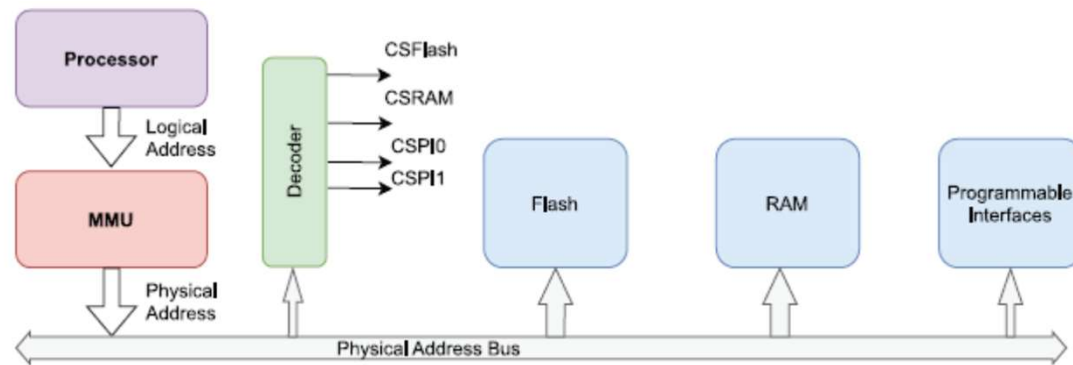 Processor
Logical
Address
MMU
Physical
Address
Decoder
CSFlash
CSRAM
CSPI0
CSPI1
Flash
RAM
Programmable
Interfaces
Physical Address Bus